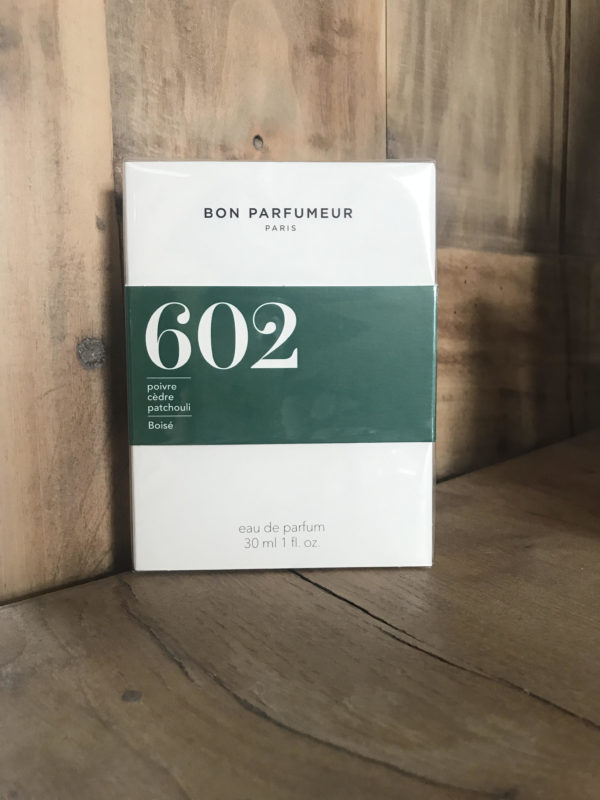 BON PARFUMEUR
PARIS
602
poivre
cèdre
patchouli
Boisé
eau de parfum
30 ml 1 fl. oz.